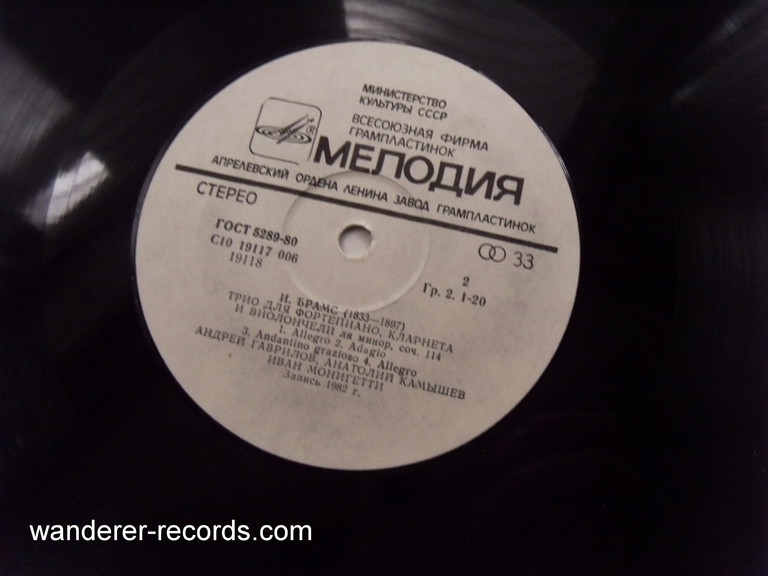 МИНИСТЕРСТВО
КУЛЬТУРЫ СССР
ВСЕСОЮЗНАЯ ФИРМА
ГРАМПЛАСТИНОК
МЕЛОДИЯ
АПРЕЛЕВСКИЙ ОРДЕНА ЛЕНИНА ЗАВОД ГРАМПЛАСТИНОК
СТЕРЕО
33
ГОСТ 5289-80
С10 19117 006
19118
2
Гр. 2. 1-20
И. БРАМС (1833—1897)
ТРИО ДЛЯ ФОРТЕПИАНО, КЛАРНЕТА
И ВИОЛОНЧЕЛИ ля минор, соч. 114
1. Allegro 2. Adagio
3. Andantino grazioso 4. Allegro
АНДРЕЙ ГАВРИЛОВ, АНАТОЛИЙ КАМЫШЕВ
ИВАН МОНИГЕТТИ
Запись 1982 г.
wanderer-records.com